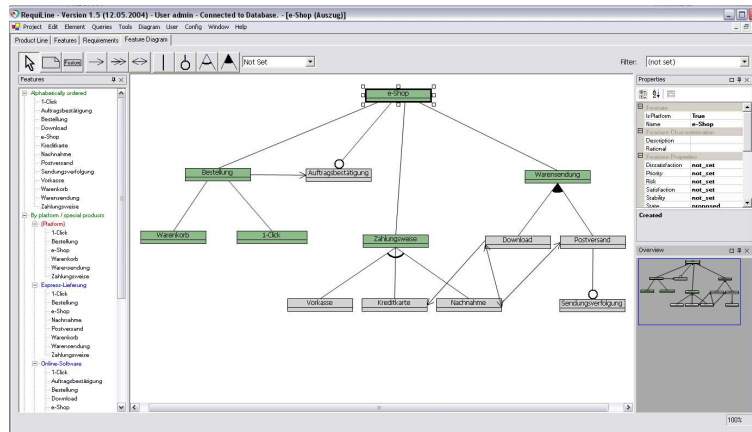 RequiLine - Version 1.5 (12.05.2004) - User admin - Connected to Database. - [e-Shop (Auszug)]
Project Edit Element Queries Tools Diagram User Config Window Help
Product Line Features Requirements Feature Diagram
Feature
Not Set
Filter: (not set)
Features
Alphabetically ordered
1-Click
Auftragsbestätigung
Bestellung
Download
e-Shop
Kreditkarte
Nachnahme
Postversand
Sendungsverfolgung
Vorkasse
Warenkorb
Warensendung
Zahlungsweise
By platform / special products
(Platform)
1-Click
Bestellung
e-Shop
Warenkorb
Warensendung
Zahlungsweise
Express-Lieferung
1-Click
Bestellung
e-Shop
Nachnahme
Postversand
Warenkorb
Warensendung
Zahlungsweise
Online-Software
1-Click
Auftragsbestätigung
Bestellung
Download
e-Shop
e-Shop
Bestellung
Auftragsbestätigung
Warensendung
Warenkorb
1-Click
Zahlungsweise
Download
Postversand
Vorkasse
Kreditkarte
Nachnahme
Sendungsverfolgung
Properties
Feature
IsPlatform True
Name e-Shop
Feature Characterization
Description
Rational
Feature Properties
Dissatisfaction not_set
Priority not_set
Risk not_set
Satisfaction not_set
Stability not_set
State proposed
Created
Overview
100%